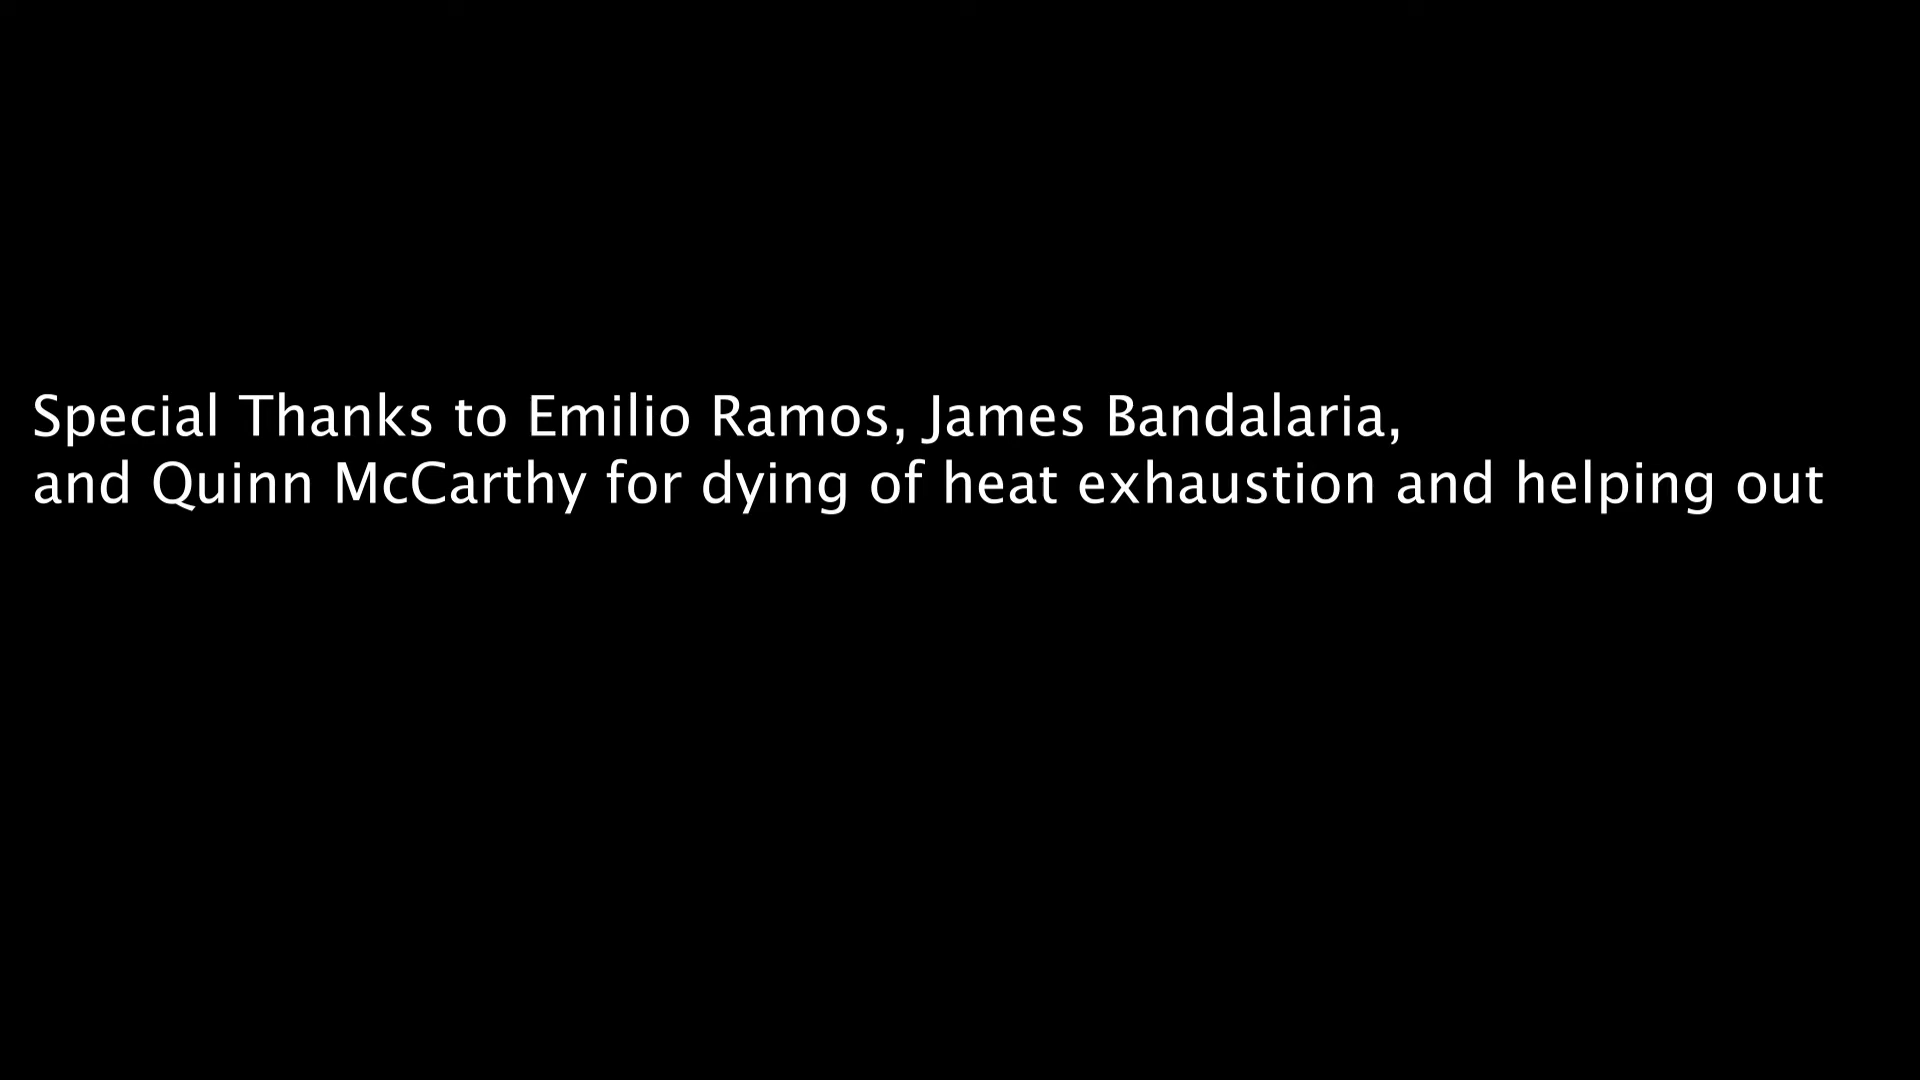 Special Thanks to Emilio Ramos, James Bandalaria,
and Quinn McCarthy for dying of heat exhaustion and helping out